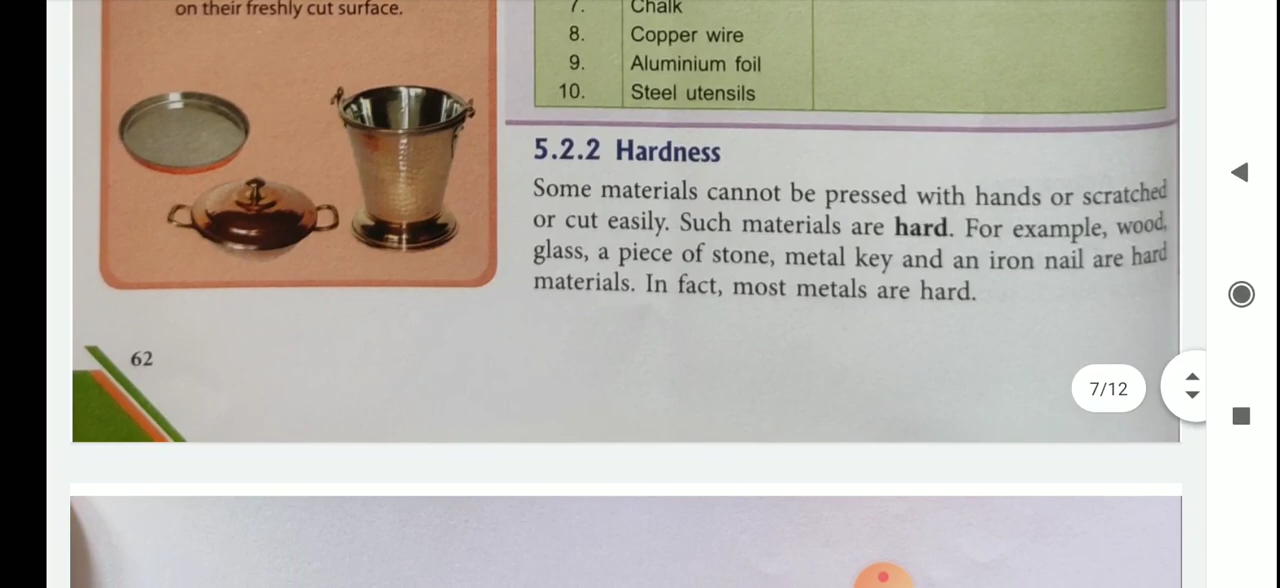 on their freshly cut surface.
7. Chalk
8. Copper wire
9. Aluminium foil
10. Steel utensils
5.2.2 Hardness
Some materials cannot be pressed with hands or scratched
or cut easily. Such materials are hard. For example, wood,
glass, a piece of stone, metal key and an iron nail are hard
materials. In fact, most metals are hard.
62
7/12